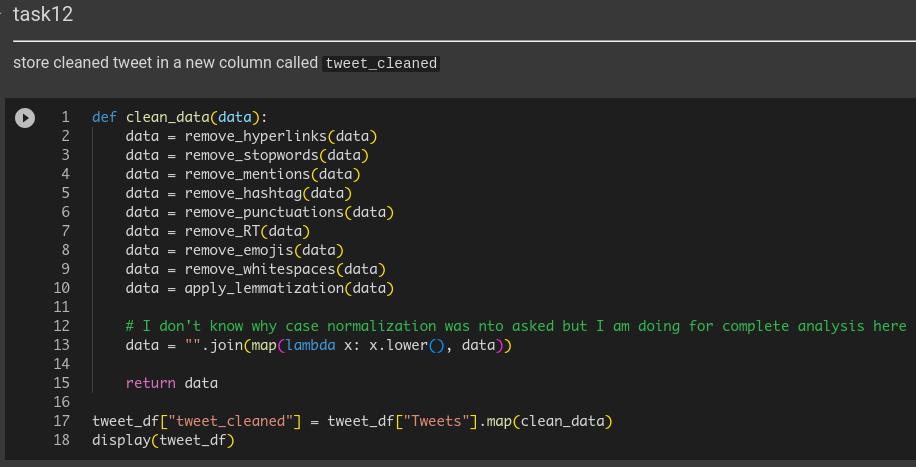 task12
store cleaned tweet in a new column called tweet_cleaned
1 def clean_data(data):
2     data = remove_hyperlinks(data)
3     data = remove_stopwords(data)
4     data = remove_mentions(data)
5     data = remove_hashtag(data)
6     data = remove_punctuations(data)
7     data = remove_RT(data)
8     data = remove_emojis(data)
9     data = remove_whitespaces(data)
10     data = apply_lemmatization(data)
11
12     # I don't know why case normalization was nto asked but I am doing for complete analysis here
13     data = "".join(map(lambda x: x.lower(), data))
14
15     return data
16
17 tweet_df["tweet_cleaned"] = tweet_df["Tweets"].map(clean_data)
18 display(tweet_df)